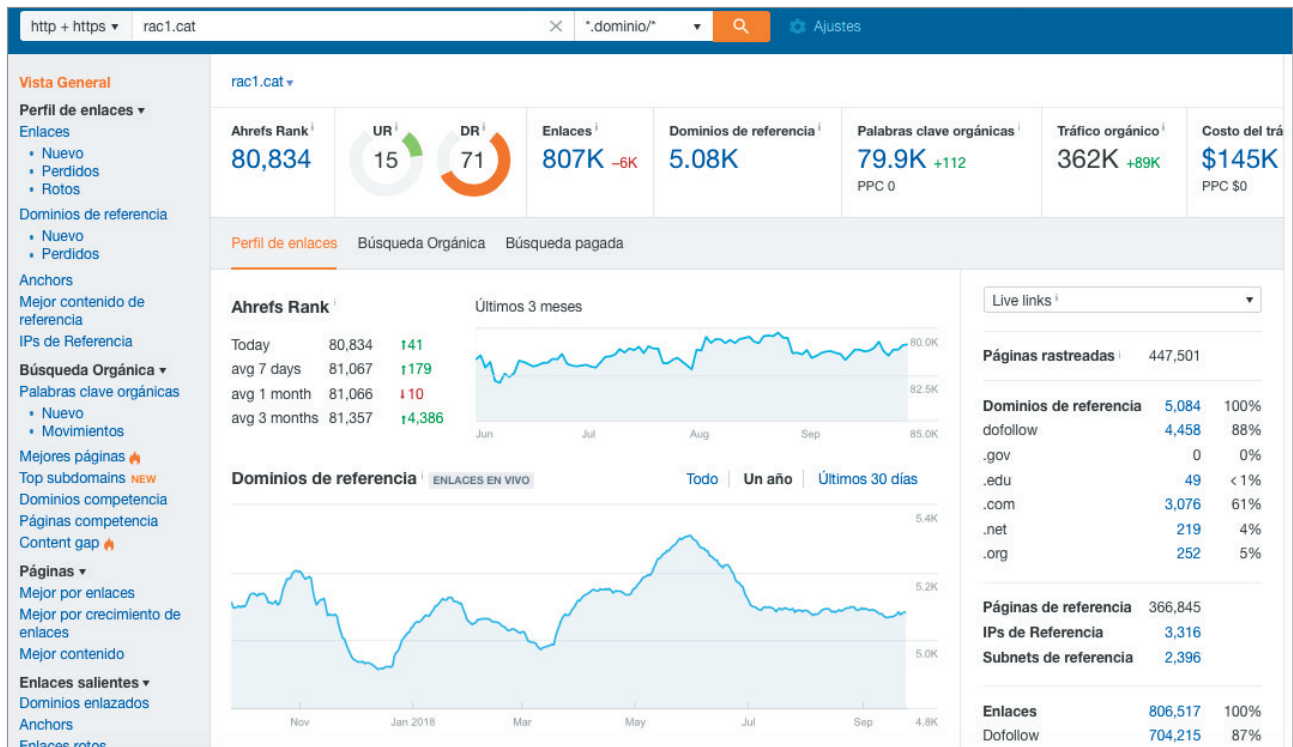 http + https ▾ rac1.cat × *.dominio/* ▾ Ajustes
Vista General
Perfil de enlaces ▾
Enlaces
• Nuevo
• Perdidos
• Rotos
Dominios de referencia
• Nuevo
• Perdidos
Anchors
Mejor contenido de
referencia
IPs de Referencia
Búsqueda Orgánica ▾
Palabras clave orgánicas
• Nuevo
• Movimientos
Mejores páginas
Top subdomains NEW
Dominios competencia
Páginas competencia
Content gap
Páginas ▾
Mejor por enlaces
Mejor por crecimiento de
enlaces
Mejor contenido
Enlaces salientes ▾
Dominios enlazados
Anchors
Enlaces rotos
rac1.cat ▾
Ahrefs Rank i
80,834
UR i
15
DR i
71
Enlaces i
807K -6K
Dominios de referencia i
5.08K
Palabras clave orgánicas i
79.9K +112
PPC 0
Tráfico orgánico i
362K +89K
Costo del trá
$145K
PPC $0
Perfil de enlaces Búsqueda Orgánica Búsqueda pagada
Ahrefs Rank i
Today 80,834 ↑41
avg 7 days 81,067 ↑179
avg 1 month 81,066 ↓10
avg 3 months 81,357 ↑4,386
Últimos 3 meses
80.0K
82.5K
Jun Jul Aug Sep 85.0K
Dominios de referencia i ENLACES EN VIVO Todo Un año Últimos 30 días
5.4K
5.2K
5.0K
Nov Jan 2018 Mar May Jul Sep 4.8K
Live links i ▾
Páginas rastreadas i 447,501
Dominios de referencia 5,084 100%
dofollow 4,458 88%
.gov 0 0%
.edu 49 <1%
.com 3,076 61%
.net 219 4%
.org 252 5%
Páginas de referencia 366,845
IPs de Referencia 3,316
Subnets de referencia 2,396
Enlaces 806,517 100%
Dofollow 704,215 87%